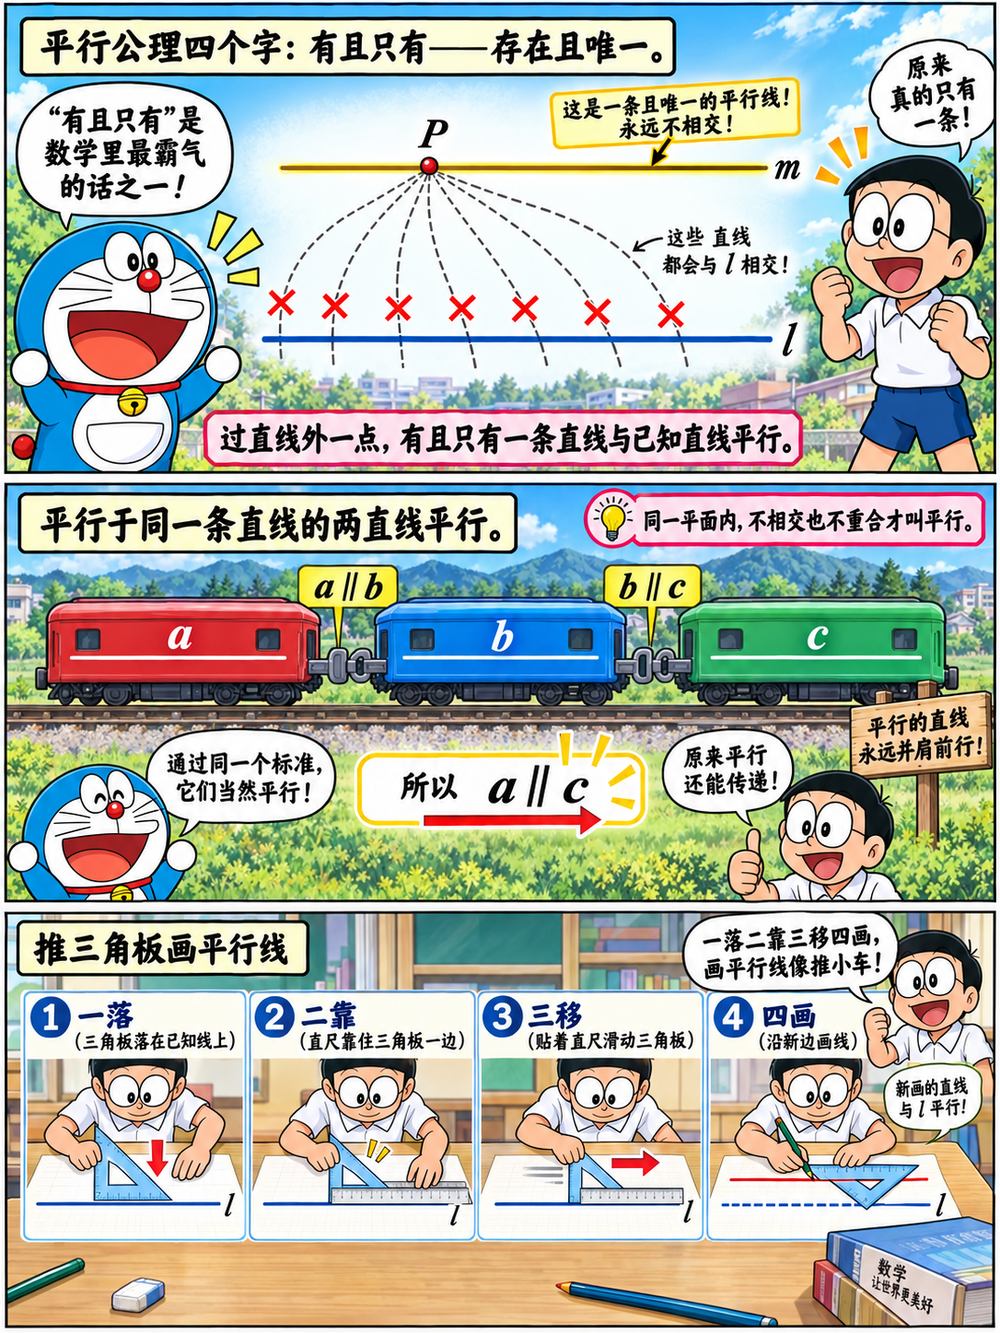 平行公理四个字：有且只有——存在且唯一。
“有且只有”是
数学里最霸气
的话之一！
P
这是一条且唯一的平行线！
永远不相交！
原来
真的只有
一条！
m
这些 直线
都会与 l 相交！
l
过直线外一点，有且只有一条直线与已知直线平行。
平行于同一条直线的两直线平行。
同一平面内，不相交也不重合才叫平行。
a∥b
b∥c
a
b
c
平行的直线
永远并肩前行！
通过同一个标准，
它们当然平行！
所以 a∥c
原来平行
还能传递！
推三角板画平行线
一落二靠三移四画，
画平行线像推小车！
1 一落
（三角板落在已知线上）
l
2 二靠
（直尺靠住三角板一边）
l
3 三移
（贴着直尺滑动三角板）
l
4 四画
（沿新边画线）
新画的直线
与 l 平行！
l
数学
让世界更美好